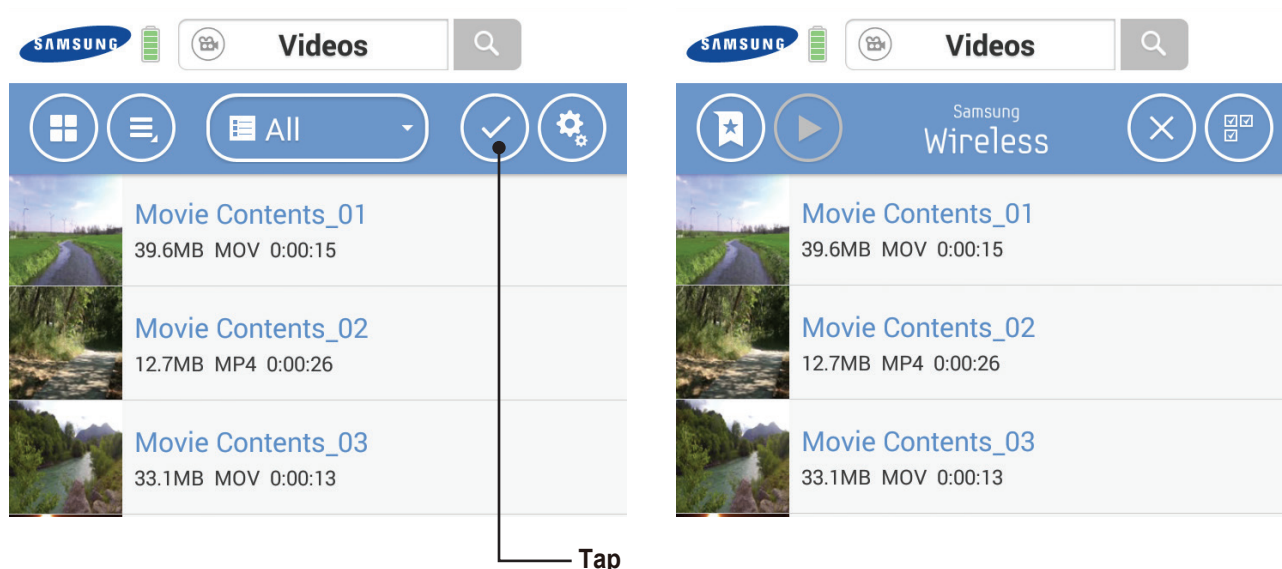 SAMSUNG Videos
All
Movie Contents_01
39.6MB MOV 0:00:15
Movie Contents_02
12.7MB MP4 0:00:26
Movie Contents_03
33.1MB MOV 0:00:13
Tap
SAMSUNG Videos
Samsung
Wireless
Movie Contents_01
39.6MB MOV 0:00:15
Movie Contents_02
12.7MB MP4 0:00:26
Movie Contents_03
33.1MB MOV 0:00:13